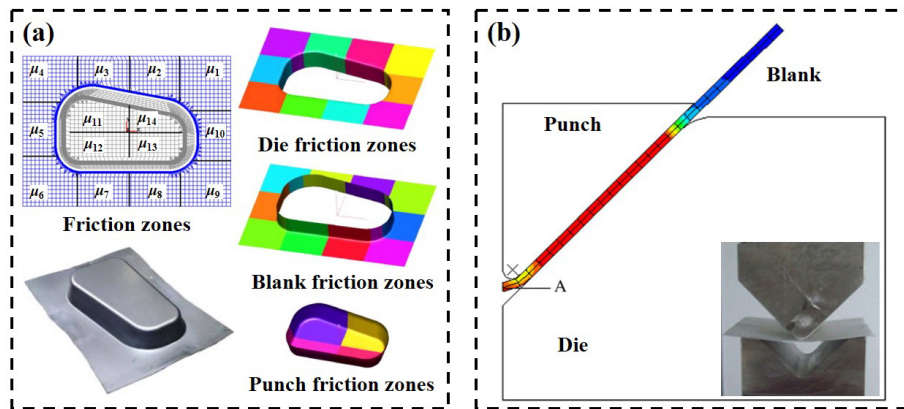 (a)
μ4 μ3 μ2 μ1
μ11 μ14
μ5 μ10
μ12 μ13
μ6 μ7 μ8 μ9
Friction zones
Die friction zones
Blank friction zones
Punch friction zones
(b)
Blank
Punch
A
Die